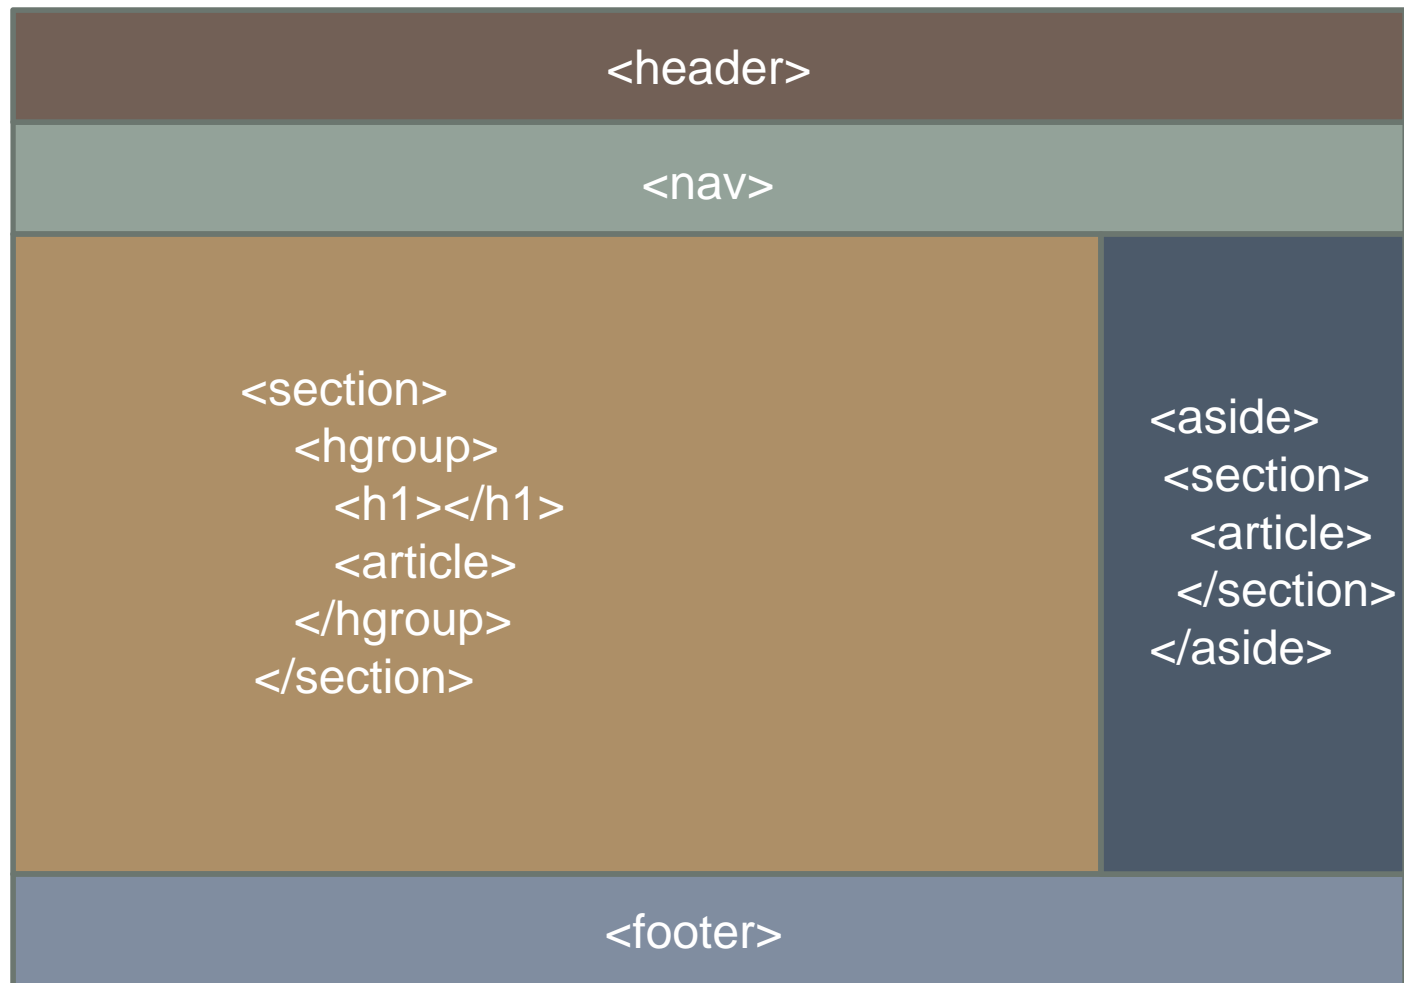 <header>
<nav>
<section>
<hgroup>
<h1></h1>
<article>
</hgroup>
</section>
<aside>
<section>
<article>
</section>
</aside>
<footer>